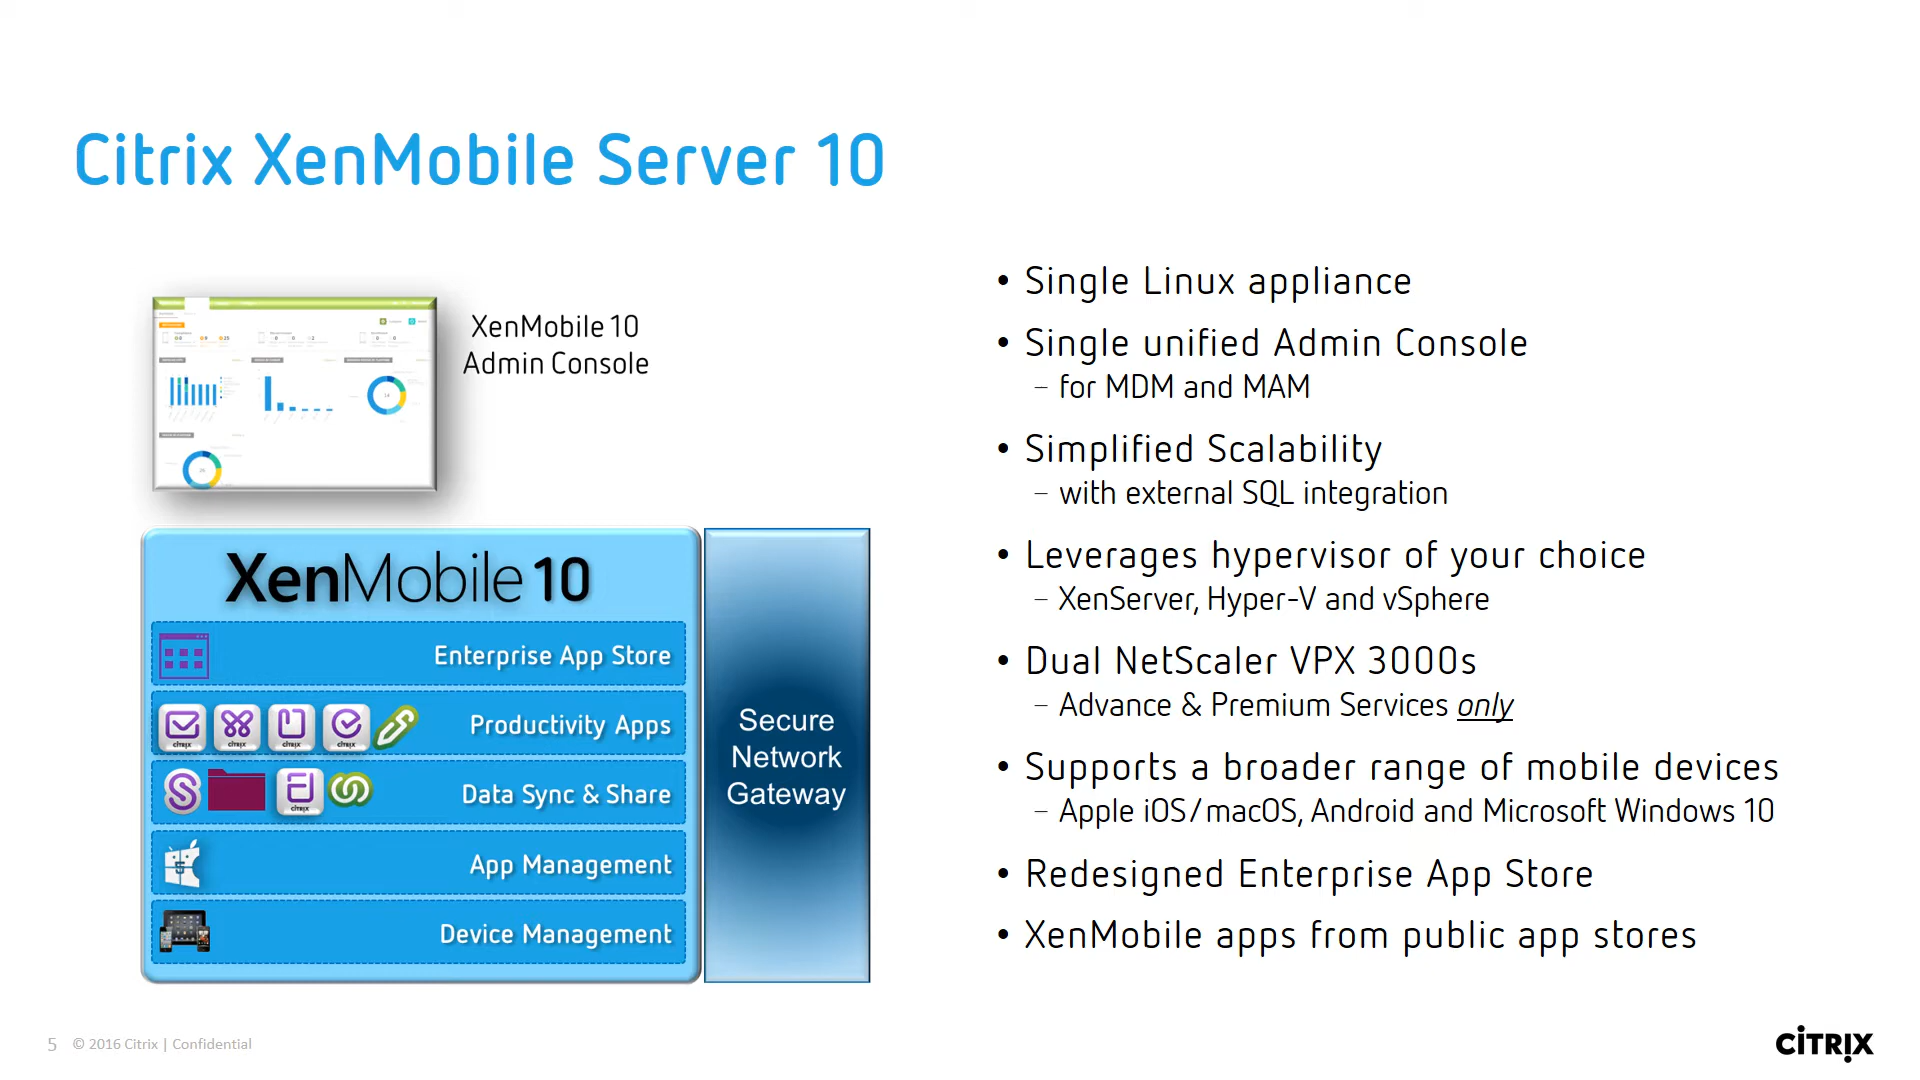 Citrix XenMobile Server 10
XenMobile 10
Admin Console
XenMobile 10
Enterprise App Store
Productivity Apps
Data Sync & Share
App Management
Device Management
Secure
Network
Gateway
• Single Linux appliance
• Single unified Admin Console
– for MDM and MAM
• Simplified Scalability
– with external SQL integration
• Leverages hypervisor of your choice
– XenServer, Hyper-V and vSphere
• Dual NetScaler VPX 3000s
– Advance & Premium Services only
• Supports a broader range of mobile devices
– Apple iOS/macOS, Android and Microsoft Windows 10
• Redesigned Enterprise App Store
• XenMobile apps from public app stores
5 © 2016 Citrix | Confidential
CITRIX